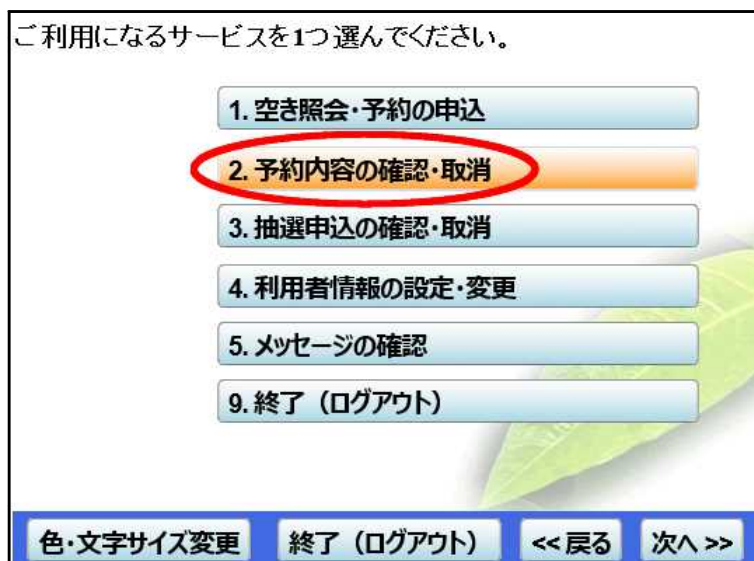 ご利用になるサービスを1つ選んでください。
1. 空き照会・予約の申込
2. 予約内容の確認・取消
3. 抽選申込の確認・取消
4. 利用者情報の設定・変更
5. メッセージの確認
9. 終了（ログアウト）
色・文字サイズ変更 終了（ログアウト） << 戻る 次へ >>